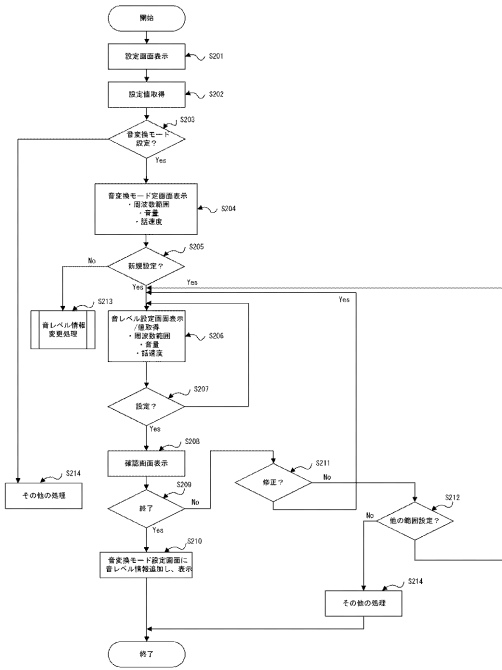 開始
設定画面表示
S201
設定値取得
S202
S203
音変換モード
設定？
Yes
音変換モード定画面表示
・周波数範囲
・音量
・話速度
S204
S205
新規設定？
No
Yes
Yes
Yes
S213
音レベル情報
変更処理
音レベル設定画面表示
/値取得
・周波数範囲
・音量
・話速度
S206
S207
設定？
Yes
S208
確認画面表示
S209
終了
No
Yes
S211
修正？
No
S212
他の範囲設定？
No
S214
その他の処理
S210
音変換モード設定画面に
音レベル情報追加し、表示
S214
その他の処理
終了